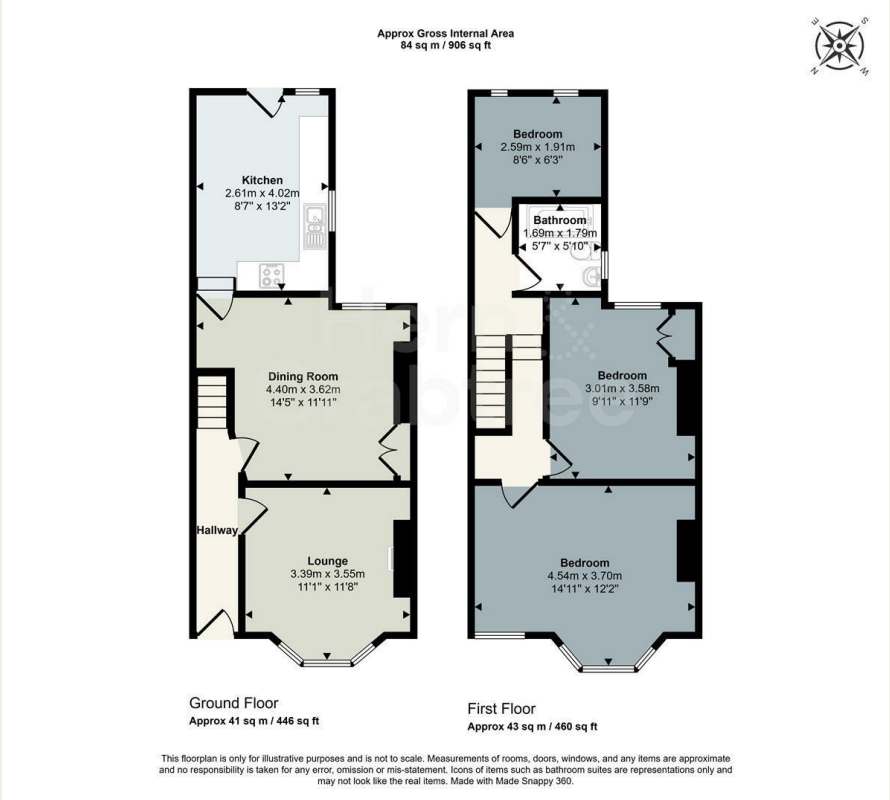 Approx Gross Internal Area
84 sq m / 906 sq ft
E
S
N
W
Kitchen
2.61m x 4.02m
8'7" x 13'2"
Dining Room
4.40m x 3.62m
14'5" x 11'11"
Hallway
Lounge
3.39m x 3.55m
11'1" x 11'8"
Bedroom
2.59m x 1.91m
8'6" x 6'3"
Bathroom
1.69m x 1.79m
5'7" x 5'10"
Bedroom
3.01m x 3.58m
9'11" x 11'9"
Bedroom
4.54m x 3.70m
14'11" x 12'2"
Hern &
Crabtree
Ground Floor
Approx 41 sq m / 446 sq ft
First Floor
Approx 43 sq m / 460 sq ft
This floorplan is only for illustrative purposes and is not to scale. Measurements of rooms, doors, windows, and any items are approximate
and no responsibility is taken for any error, omission or mis-statement. Icons of items such as bathroom suites are representations only and
may not look like the real items. Made with Made Snappy 360.